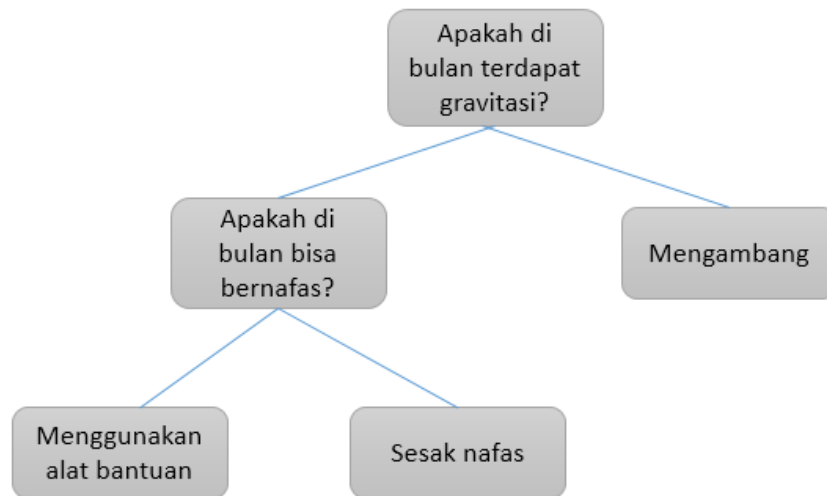 Apakah di
bulan terdapat
gravitasi?
Apakah di
bulan bisa
bernafas?
Mengambang
Menggunakan
alat bantuan
Sesak nafas